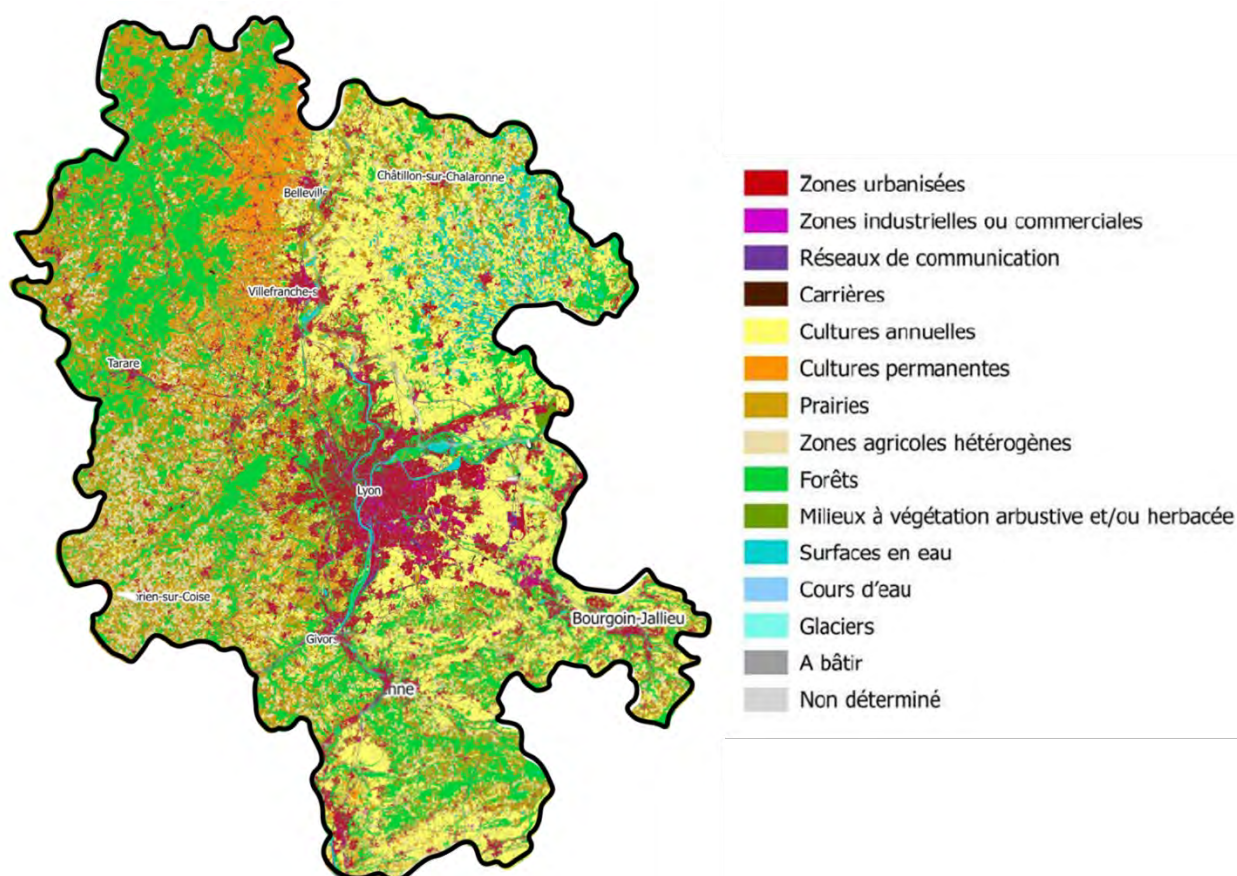 Châtillon-sur-Chalaronne
Belleville
Villefranche-s
Tarare
Lyon
rien-sur-Coise
Bourgoin-Jallieu
Givors
nne
Zones urbanisées
Zones industrielles ou commerciales
Réseaux de communication
Carrières
Cultures annuelles
Cultures permanentes
Prairies
Zones agricoles hétérogènes
Forêts
Milieux à végétation arbustive et/ou herbacée
Surfaces en eau
Cours d'eau
Glaciers
A bâtir
Non déterminé